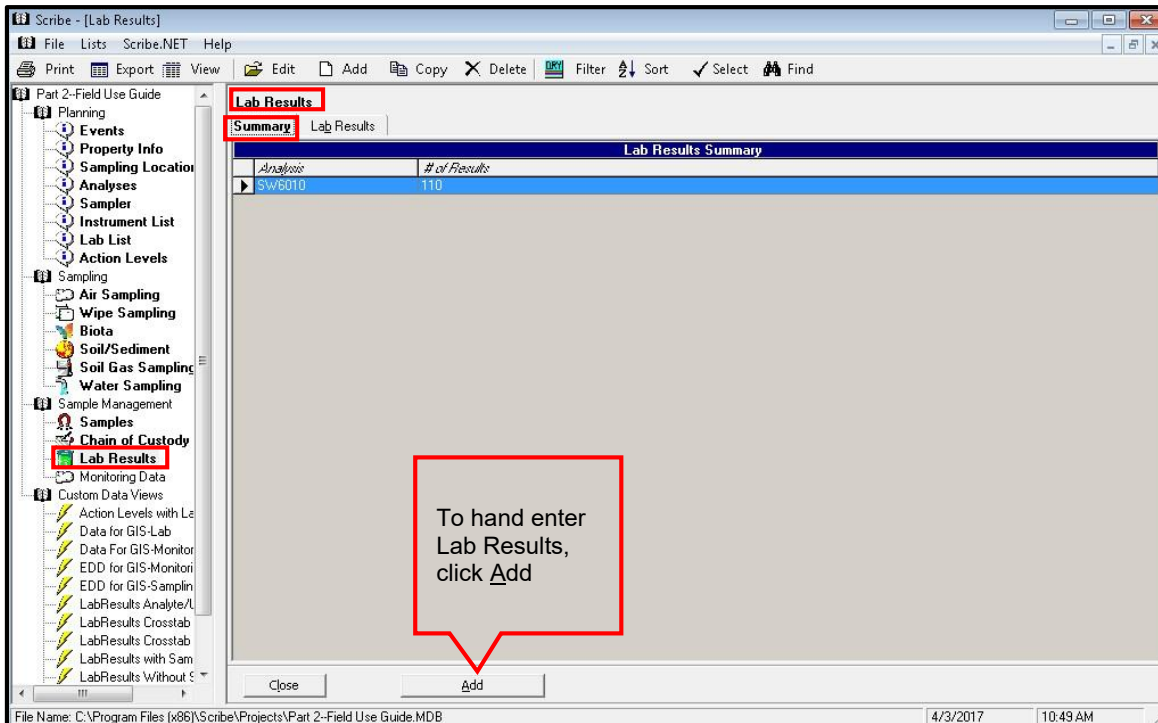 Scribe - [Lab Results]
File Lists Scribe.NET Help
Print Export View Edit Add Copy Delete DRY Filter Sort Select Find
Part 2--Field Use Guide
Planning
Events
Property Info
Sampling Location
Analyses
Sampler
Instrument List
Lab List
Action Levels
Sampling
Air Sampling
Wipe Sampling
Biota
Soil/Sediment
Soil Gas Sampling
Water Sampling
Sample Management
Samples
Chain of Custody
Lab Results
Monitoring Data
Custom Data Views
Action Levels with La
Data for GIS-Lab
Data For GIS-Monitor
EDD for GIS-Monitori
EDD for GIS-Samplin
LabResults Analyte/L
LabResults Crosstab
LabResults Crosstab
LabResults with Sam
LabResults Without S
Lab Results
Summary Lab Results
Lab Results Summary
Analysis # of Results
SW6010 110
To hand enter
Lab Results,
click Add
Close Add
File Name: C:\Program Files (x86)\Scribe\Projects\Part 2--Field Use Guide.MDB 4/3/2017 10:49 AM